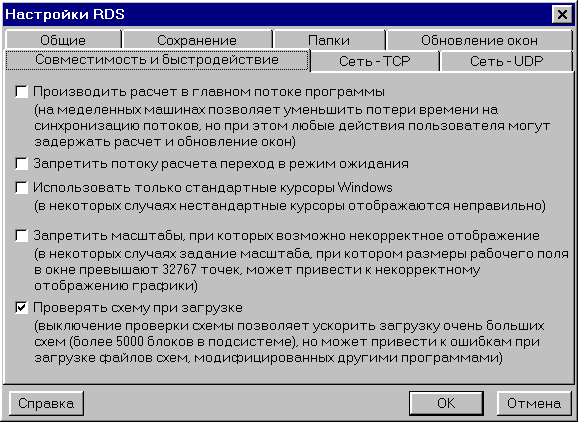 Настройки RDS
Общие
Сохранение
Папки
Обновление окон
Совместимость и быстродействие
Сеть - TCP
Сеть - UDP
Производить расчет в главном потоке программы
(на меделенных машинах позволяет уменьшить потери времени на
синхронизацию потоков, но при этом любые действия пользователя могут
задержать расчет и обновление окон)
Запретить потоку расчета переход в режим ожидания
Использовать только стандартные курсоры Windows
(в некоторых случаях нестандартные курсоры отображаются неправильно)
Запретить масштабы, при которых возможно некорректное отображение
(в некоторых случаях задание масштаба, при котором размеры рабочего поля
в окне превышают 32767 точек, может привести к некорректному
отображению графики)
Проверять схему при загрузке
(выключение проверки схемы позволяет ускорить загрузку очень больших
схем (более 5000 блоков в подсистеме), но может привести к ошибкам при
загрузке файлов схем, модифицированных другими программами)
Справка
OK
Отмена